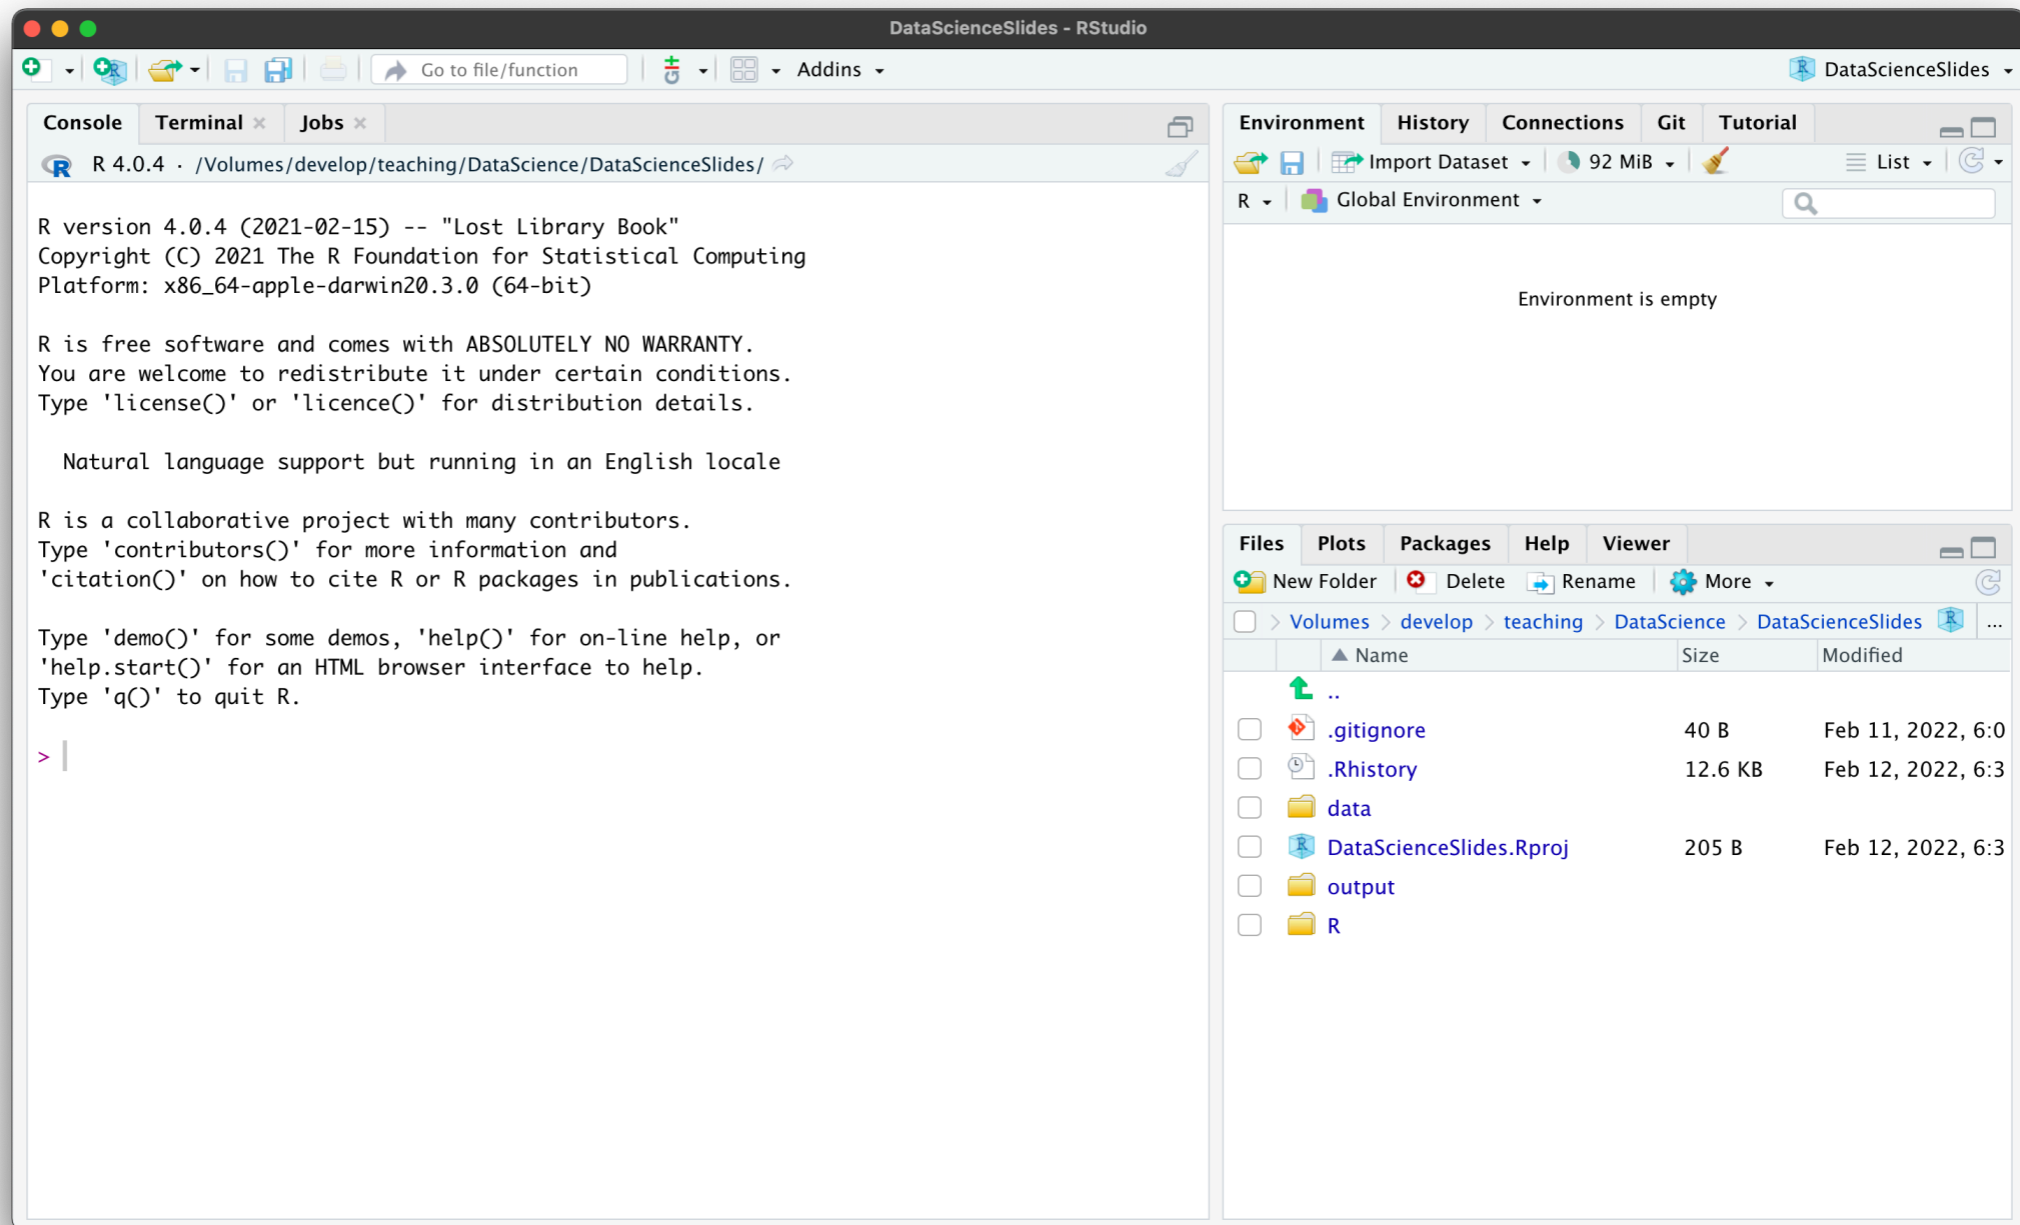 DataScienceSlides - RStudio
Go to file/function
Addins
DataScienceSlides
Console Terminal Jobs
R 4.0.4 · /Volumes/develop/teaching/DataScience/DataScienceSlides/
R version 4.0.4 (2021-02-15) -- "Lost Library Book"
Copyright (C) 2021 The R Foundation for Statistical Computing
Platform: x86_64-apple-darwin20.3.0 (64-bit)
R is free software and comes with ABSOLUTELY NO WARRANTY.
You are welcome to redistribute it under certain conditions.
Type 'license()' or 'licence()' for distribution details.
Natural language support but running in an English locale
R is a collaborative project with many contributors.
Type 'contributors()' for more information and
'citation()' on how to cite R or R packages in publications.
Type 'demo()' for some demos, 'help()' for on-line help, or
'help.start()' for an HTML browser interface to help.
Type 'q()' to quit R.
>
Environment History Connections Git Tutorial
Import Dataset 92 MiB List
R Global Environment
Environment is empty
Files Plots Packages Help Viewer
New Folder Delete Rename More
> Volumes > develop > teaching > DataScience > DataScienceSlides ...
Name Size Modified
..
.gitignore 40 B Feb 11, 2022, 6:0
.Rhistory 12.6 KB Feb 12, 2022, 6:3
data
DataScienceSlides.Rproj 205 B Feb 12, 2022, 6:3
output
R